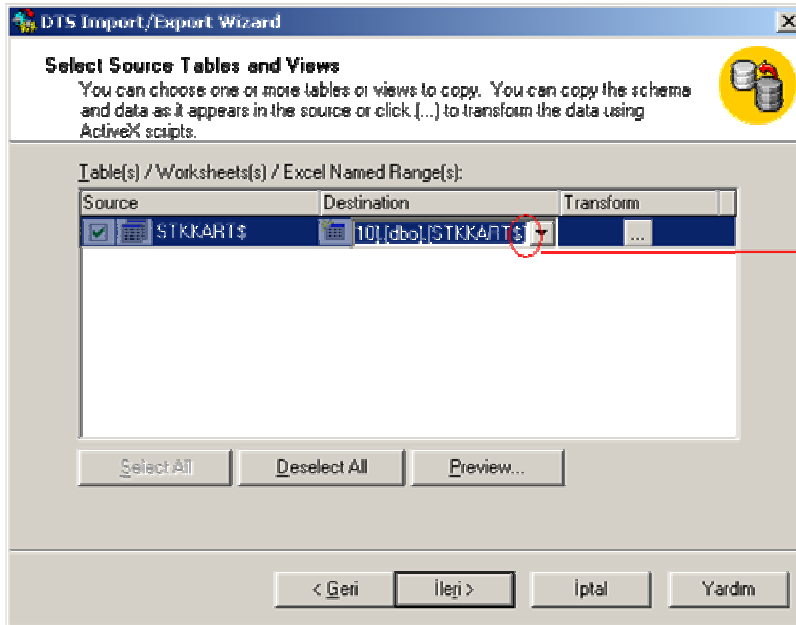 DTS Import/Export Wizard
Select Source Tables and Views
You can choose one or more tables or views to copy. You can copy the schema
and data as it appears in the source or click (...) to transform the data using
ActiveX scripts.
Table(s) / Worksheets(s) / Excel Named Range(s):
Source Destination Transform
STKKART$ 10].[dbo].[STKKART$] ...
Select All Deselect All Preview...
< Geri İleri > İptal Yardım